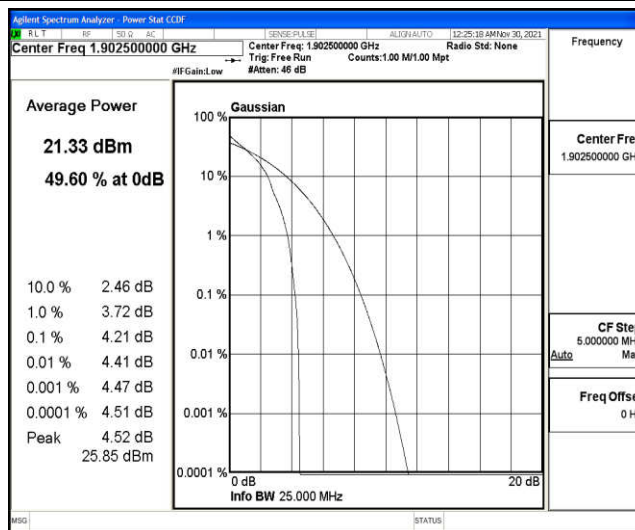 Agilent Spectrum Analyzer - Power Stat CCDF
RLT RF 50 Ω AC SENSE:PULSE ALIGNAUTO 12:25:18 AM Nov 30, 2021
Center Freq 1.902500000 GHz
Center Freq: 1.902500000 GHz Radio Std: None
Trig: Free Run Counts:1.00 M/1.00 Mpt
#IFGain:Low #Atten: 46 dB
Frequency
Average Power
21.33 dBm
49.60 % at 0dB
10.0 % 2.46 dB
1.0 % 3.72 dB
0.1 % 4.21 dB
0.01 % 4.41 dB
0.001 % 4.47 dB
0.0001 % 4.51 dB
Peak 4.52 dB
25.85 dBm
Gaussian
100 %
10 %
1 %
0.1 %
0.01 %
0.001 %
0.0001 %
0 dB 20 dB
Info BW 25.000 MHz
Center Fre
1.902500000 GH
CF Ste
5.000000 MH
Auto Ma
Freq Offse
0 H
MSG STATUS